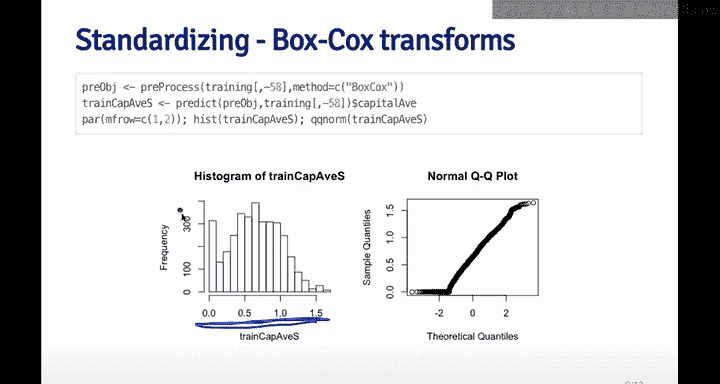 Standardizing - Box-Cox transforms
preObj <- preProcess(training[,-58],method=c("BoxCox"))
trainCapAveS <- predict(preObj,training[,-58])$capitalAve
par(mfrow=c(1,2)); hist(trainCapAveS); qqnorm(trainCapAveS)
Histogram of trainCapAveS
Frequency
0 100 300
0.0 0.5 1.0 1.5
trainCapAveS
Normal Q-Q Plot
Sample Quantiles
0.0 0.5 1.0 1.5
-2 0 2
Theoretical Quantiles